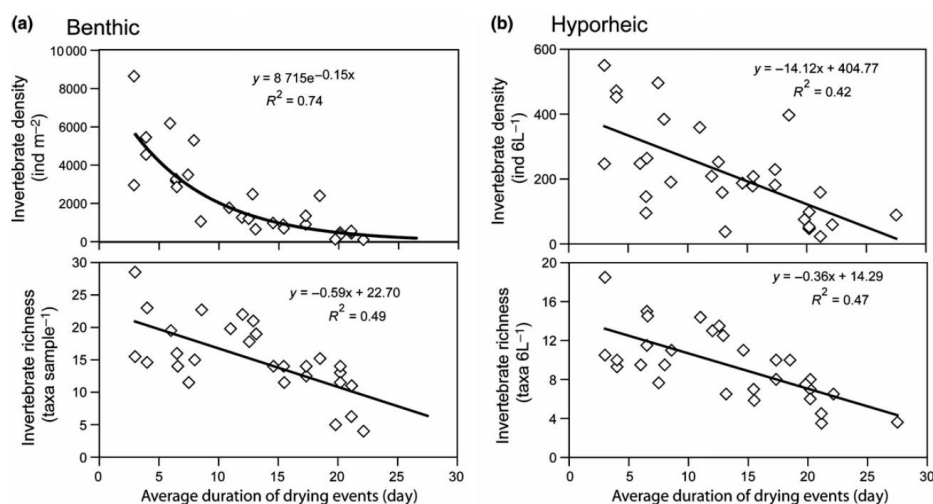 (a) Benthic
Invertebrate density
(ind m−2)
10 000
8000
6000
4000
2000
0
y = 8 715e−0.15x
R2 = 0.74
Invertebrate richness
(taxa sample−1)
30
25
20
15
10
5
0
y = −0.59x + 22.70
R2 = 0.49
0 5 10 15 20 25 30
Average duration of drying events (day)
(b) Hyporheic
Invertebrate density
(ind 6L−1)
600
400
200
0
y = −14.12x + 404.77
R2 = 0.42
Invertebrate richness
(taxa 6L−1)
20
16
12
8
4
0
y = −0.36x + 14.29
R2 = 0.47
0 5 10 15 20 25 30
Average duration of drying events (day)